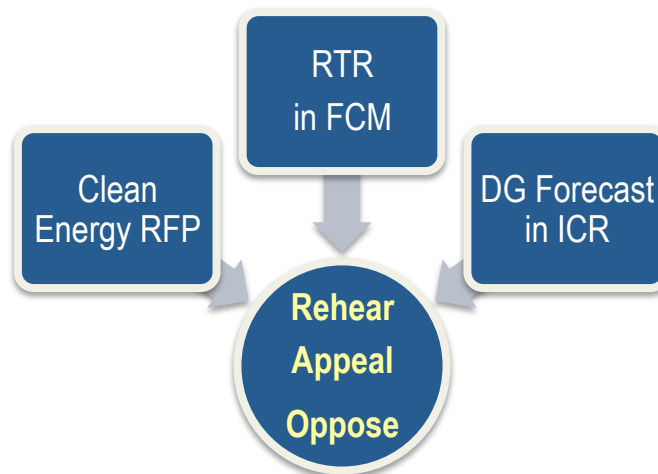 RTR
in FCM
Clean
Energy RFP
DG Forecast
in ICR
Rehear
Appeal
Oppose